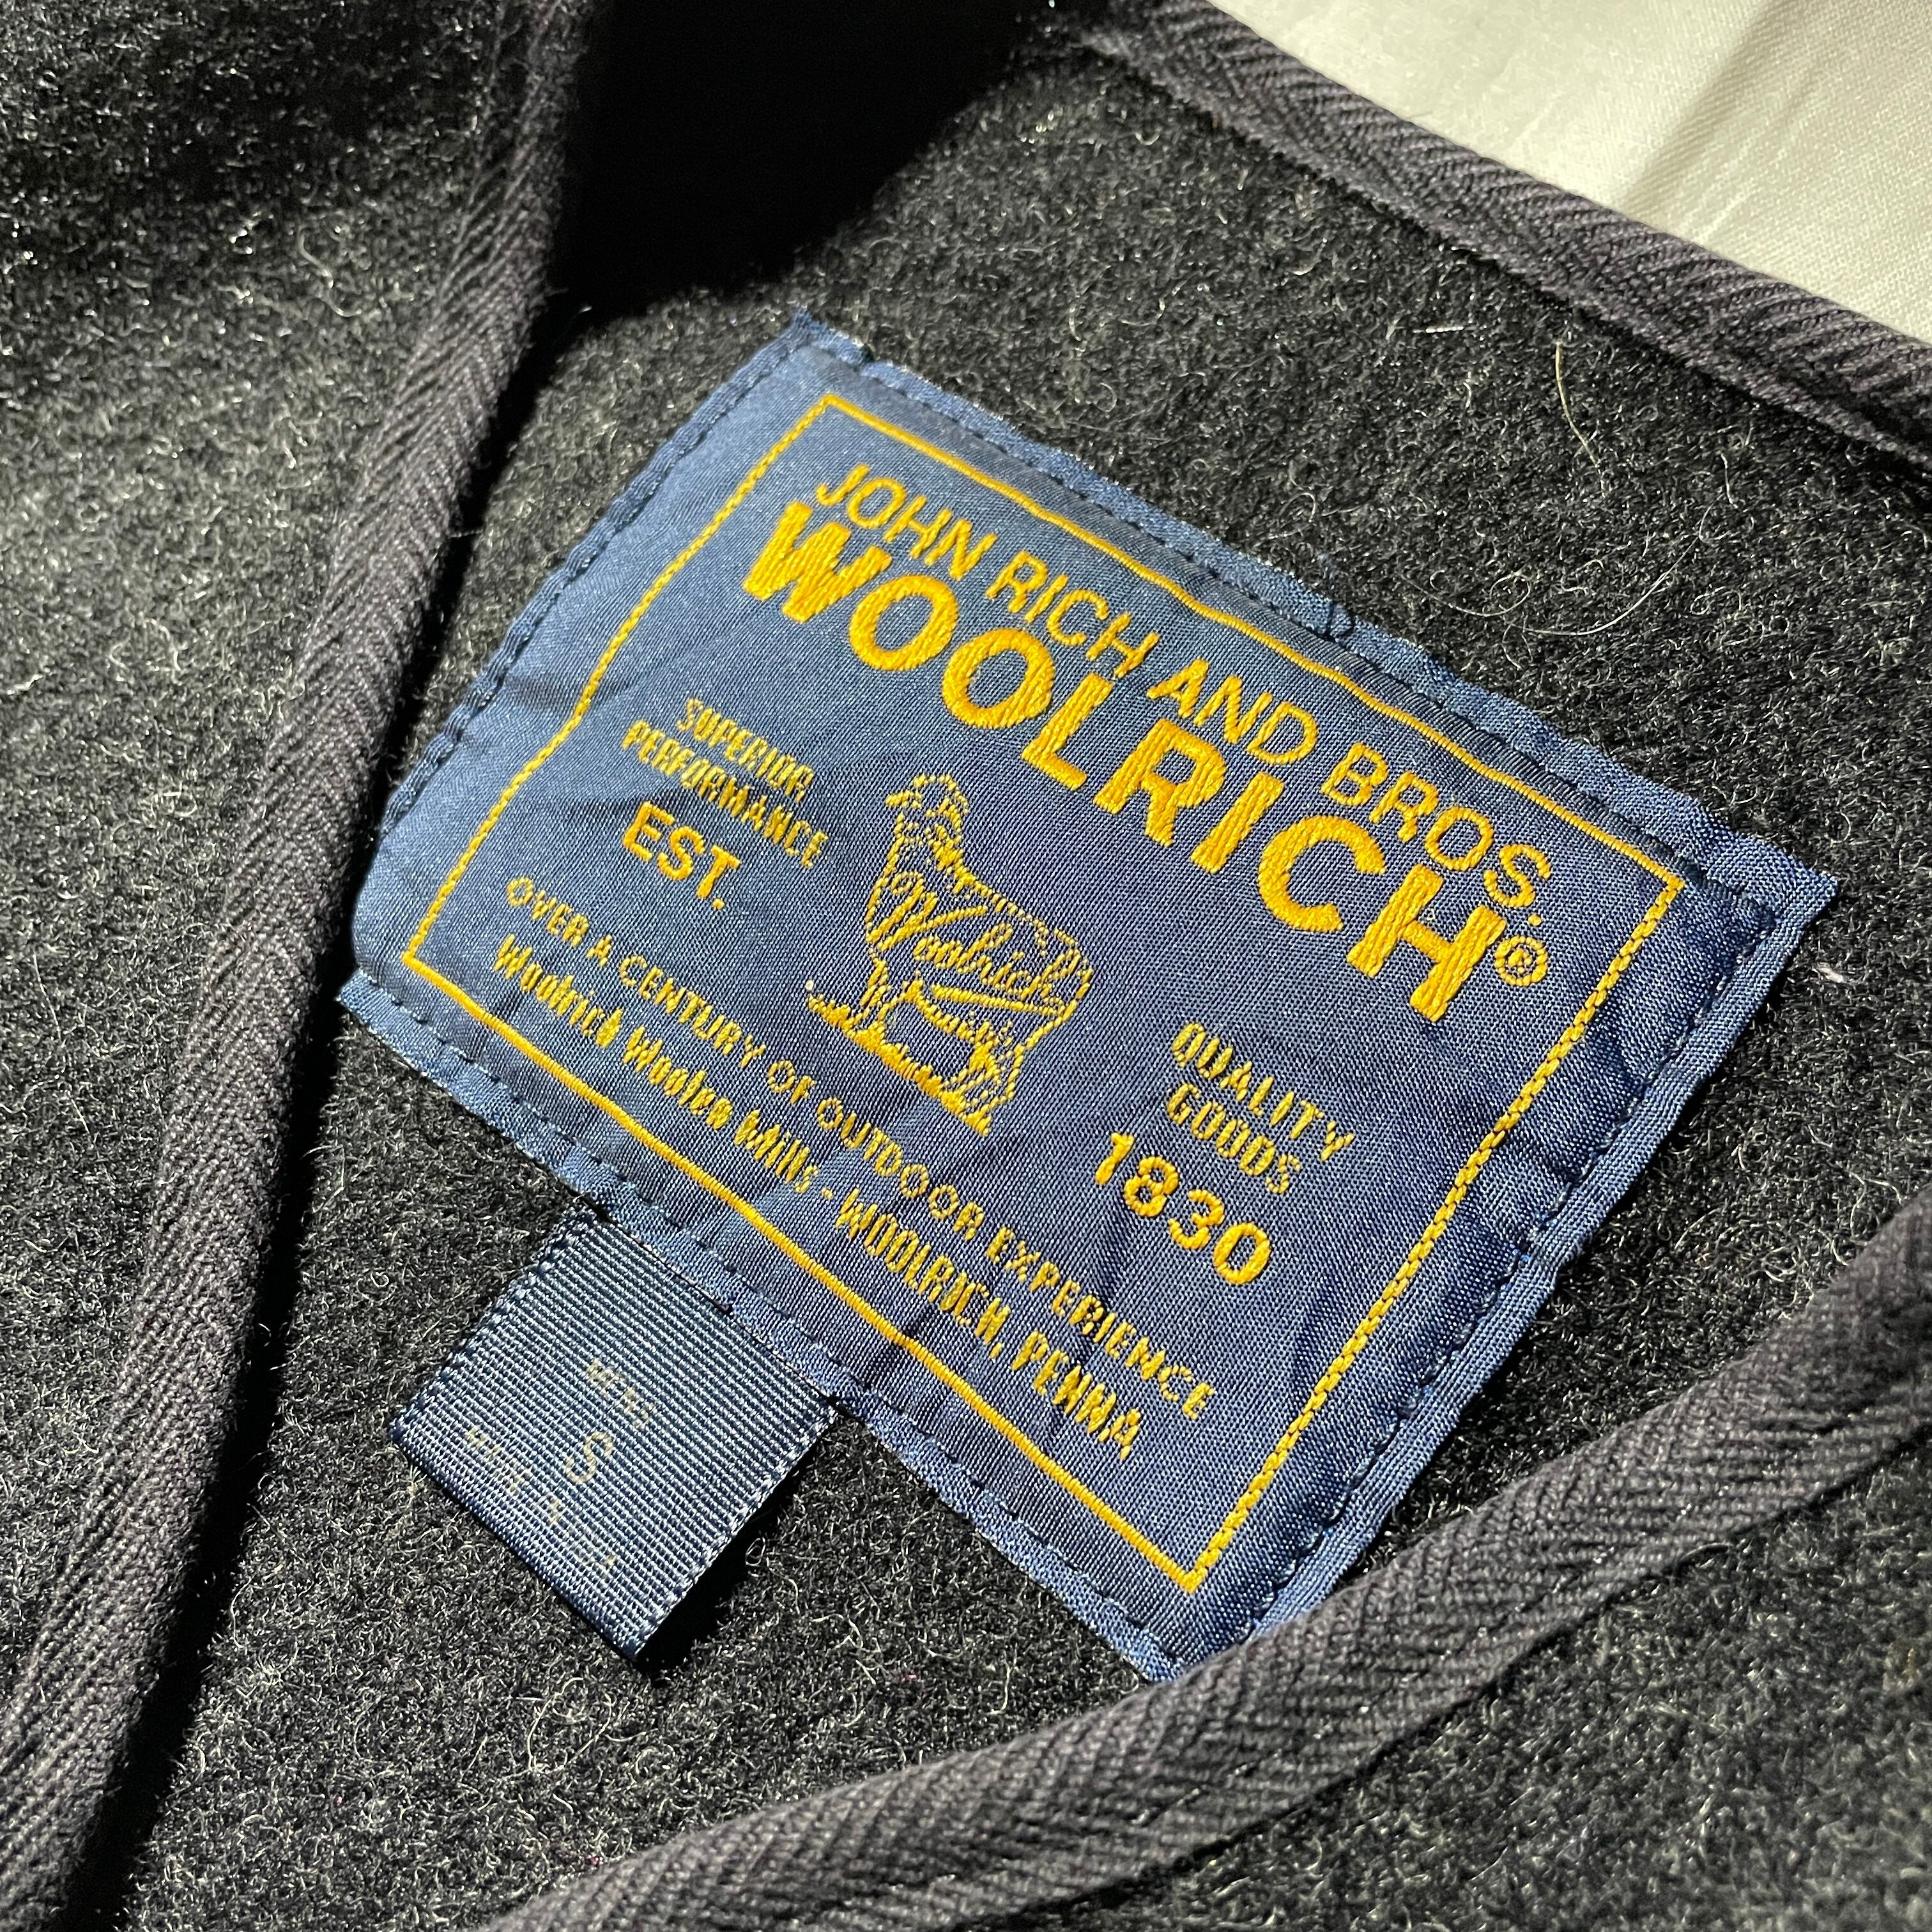 JOHN RICH AND BROS.
WOOLRICH®
SUPERIOR
PERFORMANCE
EST.
Woolrich
QUALITY
GOODS
1830
OVER A CENTURY OF OUTDOOR EXPERIENCE
Woolrich Woolen Mills - WOOLRICH, PENNA
S